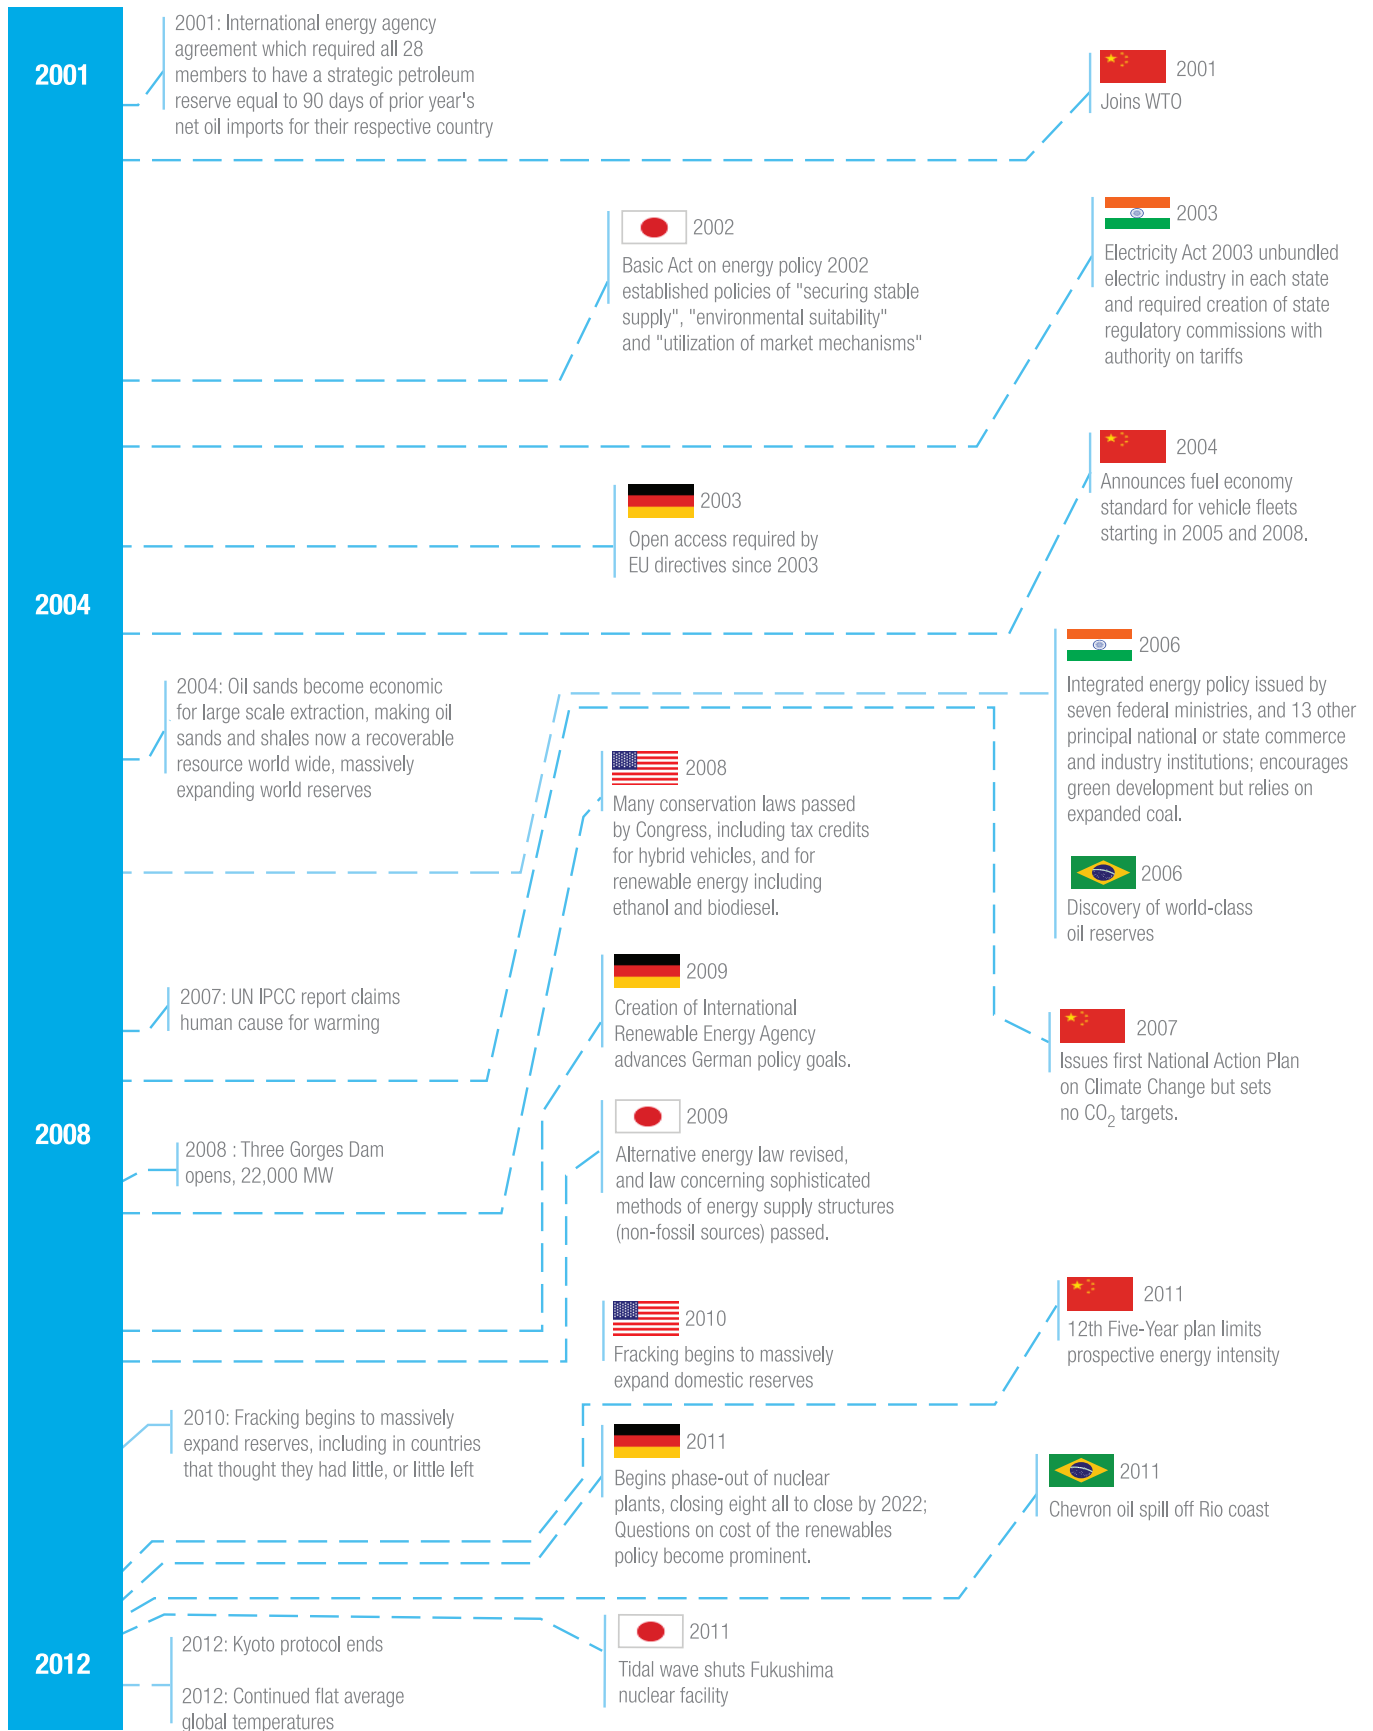 2001
2001: International energy agency
agreement which required all 28
members to have a strategic petroleum
reserve equal to 90 days of prior year's
net oil imports for their respective country
2001
Joins WTO
2002
Basic Act on energy policy 2002
established policies of "securing stable
supply", "environmental suitability"
and "utilization of market mechanisms"
2003
Electricity Act 2003 unbundled
electric industry in each state
and required creation of state
regulatory commissions with
authority on tariffs
2003
Open access required by
EU directives since 2003
2004
Announces fuel economy
standard for vehicle fleets
starting in 2005 and 2008.
2004
2004: Oil sands become economic
for large scale extraction, making oil
sands and shales now a recoverable
resource world wide, massively
expanding world reserves
2006
Integrated energy policy issued by
seven federal ministries, and 13 other
principal national or state commerce
and industry institutions; encourages
green development but relies on
expanded coal.
2006
Discovery of world-class
oil reserves
2008
Many conservation laws passed
by Congress, including tax credits
for hybrid vehicles, and for
renewable energy including
ethanol and biodiesel.
2007: UN IPCC report claims
human cause for warming
2009
Creation of International
Renewable Energy Agency
advances German policy goals.
2007
Issues first National Action Plan
on Climate Change but sets
no CO2 targets.
2008
2008 : Three Gorges Dam
opens, 22,000 MW
2009
Alternative energy law revised,
and law concerning sophisticated
methods of energy supply structures
(non-fossil sources) passed.
2010
Fracking begins to massively
expand domestic reserves
2011
12th Five-Year plan limits
prospective energy intensity
2010: Fracking begins to massively
expand reserves, including in countries
that thought they had little, or little left
2011
Begins phase-out of nuclear
plants, closing eight all to close by 2022;
Questions on cost of the renewables
policy become prominent.
2011
Chevron oil spill off Rio coast
2011
Tidal wave shuts Fukushima
nuclear facility
2012
2012: Kyoto protocol ends
2012: Continued flat average
global temperatures